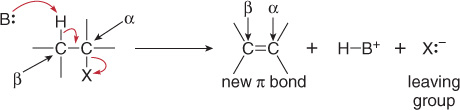 B: H α
C–C
β X
β α
C=C + H–B⁺ + X:⁻
new π bond leaving
group